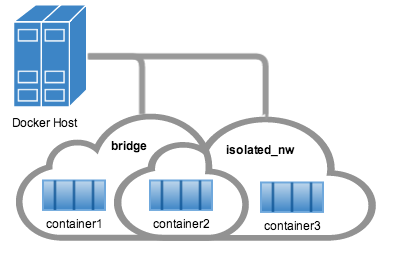 Docker Host
bridge
isolated_nw
container1
container2
container3